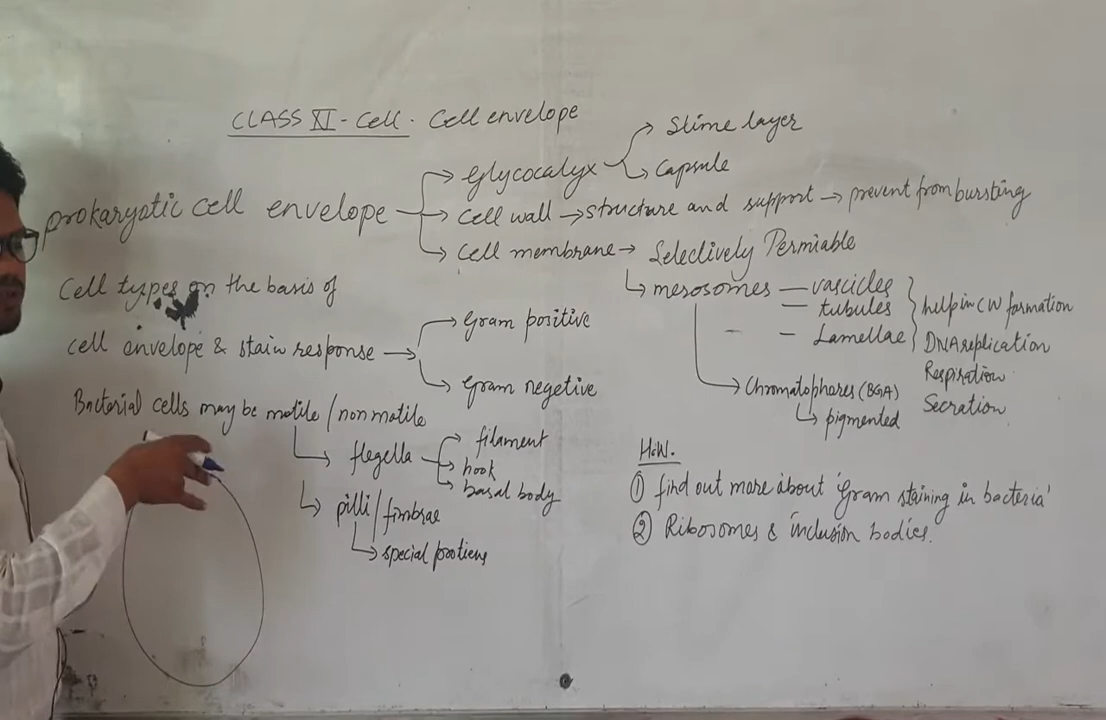 CLASS XI - Cell. Cell envelope
prokaryotic cell envelope → Glycocalyx → Slime layer
→ Capsule
→ Cell wall → structure and support → prevent from bursting
→ Cell membrane → Selectively Permiable
↳ mesosomes — vascicles
— tubules
— Lamellae
} help in CW formation
DNA replication
Respiration
Secration
→ Chromatophares (BGA)
↳ pigmented
Cell types on the basis of
cell envelope & stain response → Gram positive
→ Gram negetive
Bacterial cells may be motile / non motile
↳ flegella → filament
→ hook
→ basal body
↳ pilli / fimbrae
↳ special protiens
H.W.
① find out more about 'Gram staining in bacteria'
② Ribosomes & inclusion bodies.